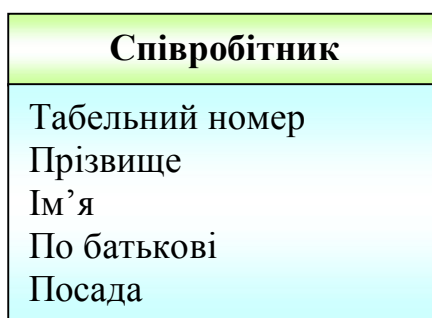 Співробітник
Табельний номер
Прізвище
Ім’я
По батькові
Посада